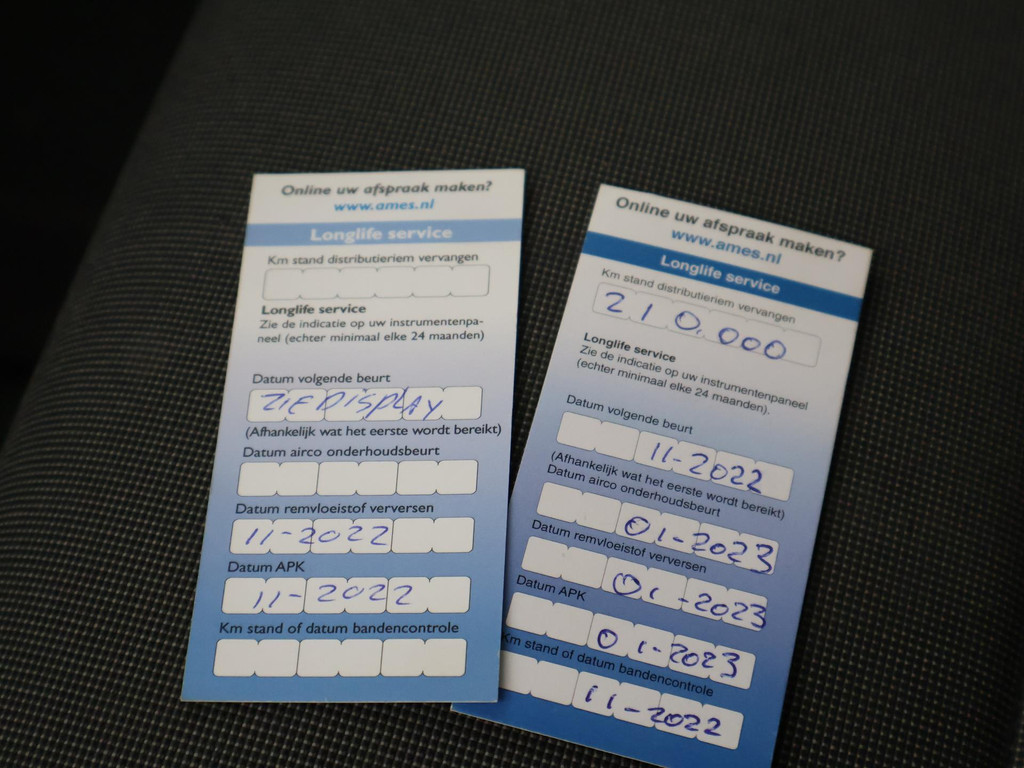 Online uw afspraak maken?
www.ames.nl
Longlife service
Km stand distributieriem vervangen
Longlife service
Zie de indicatie op uw instrumentenpa-
neel (echter minimaal elke 24 maanden)
Datum volgende beurt
ZIE DISPLAY
(Afhankelijk wat het eerste wordt bereikt)
Datum airco onderhoudsbeurt
Datum remvloeistof verversen
11-2022
Datum APK
11-2022
Km stand of datum bandencontrole
Online uw afspraak maken?
www.ames.nl
Longlife service
Km stand distributieriem vervangen
210.000
Longlife service
Zie de indicatie op uw instrumentenpaneel
(echter minimaal elke 24 maanden).
Datum volgende beurt
11-2022
(Afhankelijk wat het eerste wordt bereikt)
Datum airco onderhoudsbeurt
01-2023
Datum remvloeistof verversen
01-2023
Datum APK
01-2023
Km stand of datum bandencontrole
11-2022